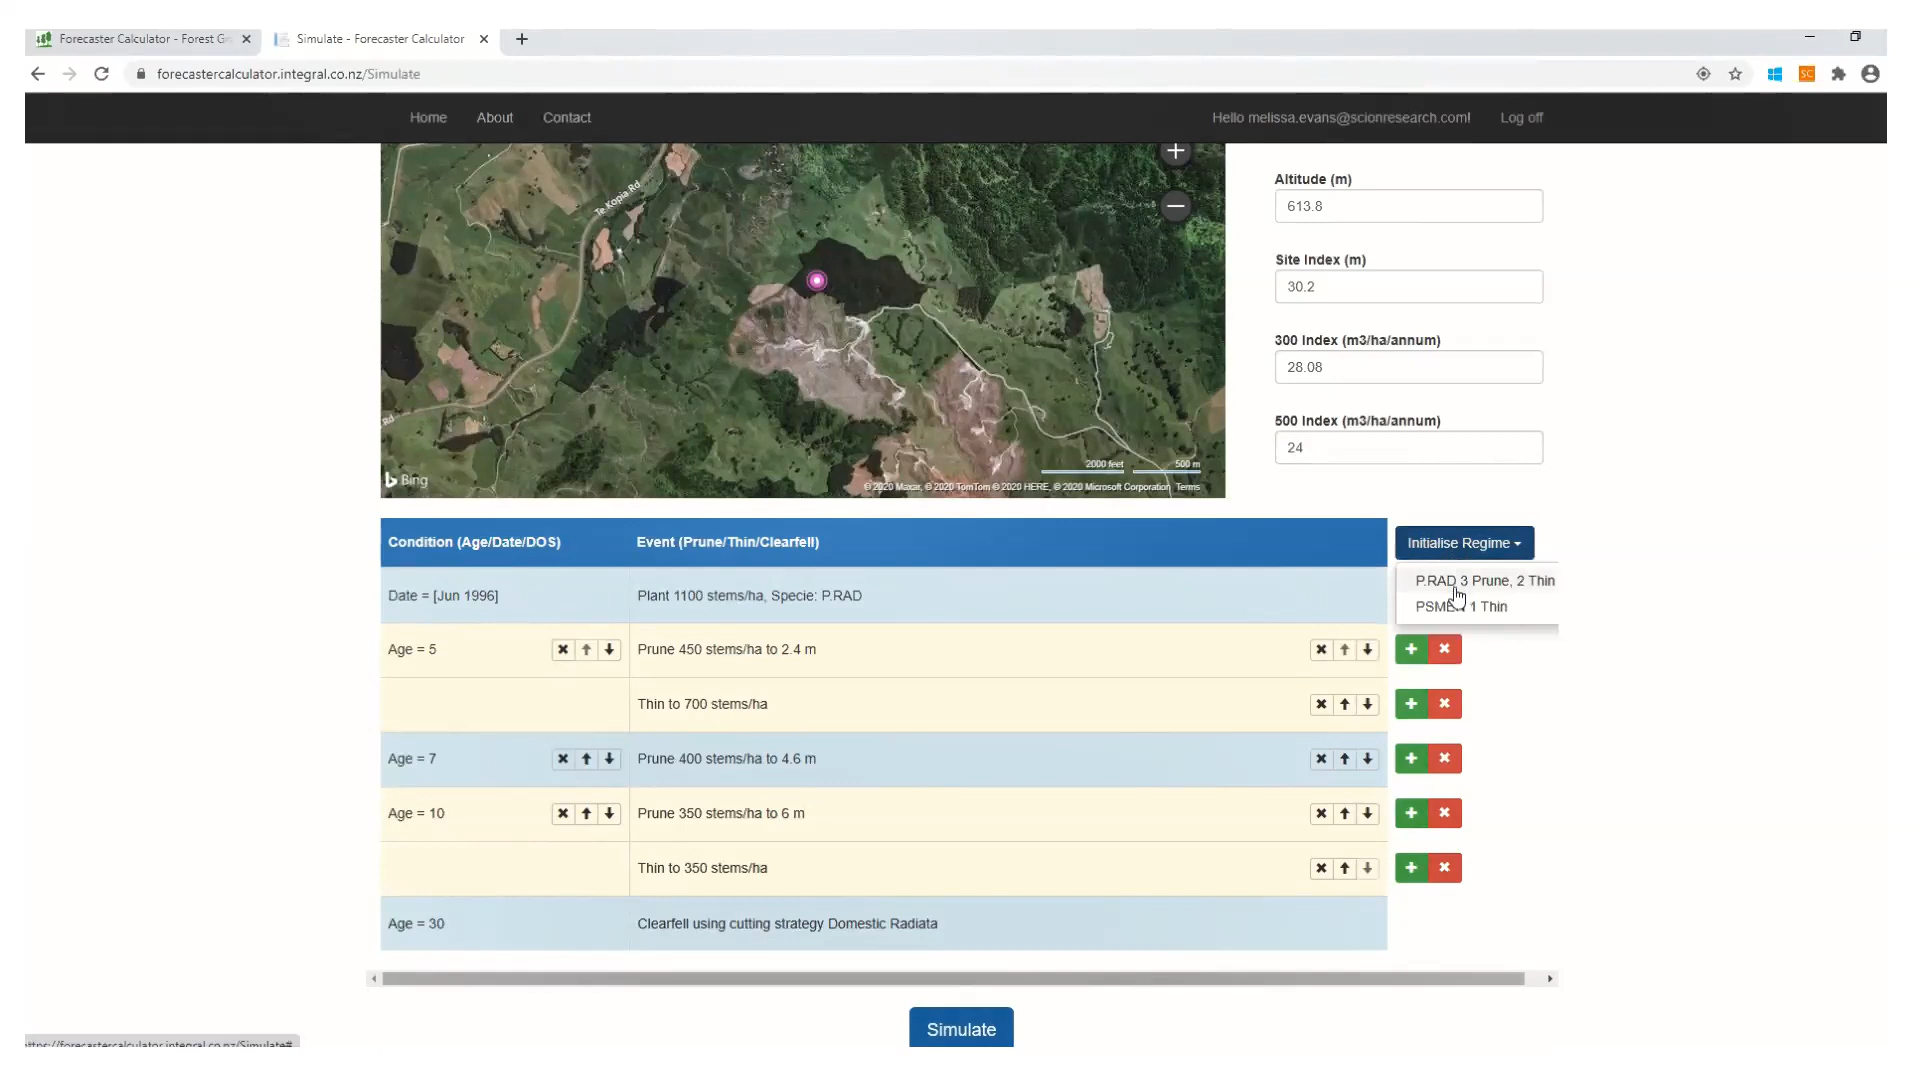 Forecaster Calculator - Forest Gr
Simulate - Forecaster Calculator
forecastercalculator.integral.co.nz/Simulate
SC
Home About Contact Hello melissa.evans@scionresearch.com! Log off
Te Kopia Rd
Rd
2000 feet 500 m
Bing
© 2020 Maxar, © 2020 TomTom © 2020 HERE, © 2020 Microsoft Corporation Terms
Altitude (m)
613.8
Site Index (m)
30.2
300 Index (m3/ha/annum)
28.08
500 Index (m3/ha/annum)
24
Condition (Age/Date/DOS) Event (Prune/Thin/Clearfell)
Initialise Regime
P.RAD 3 Prune, 2 Thin
1 Thin
Date = [Jun 1996] Plant 1100 stems/ha, Specie: P.RAD
Age = 5 Prune 450 stems/ha to 2.4 m
Thin to 700 stems/ha
Age = 7 Prune 400 stems/ha to 4.6 m
Age = 10 Prune 350 stems/ha to 6 m
Thin to 350 stems/ha
Age = 30 Clearfell using cutting strategy Domestic Radiata
Simulate
ttps://forecastercalculator.integral.co.nz/Simulate#